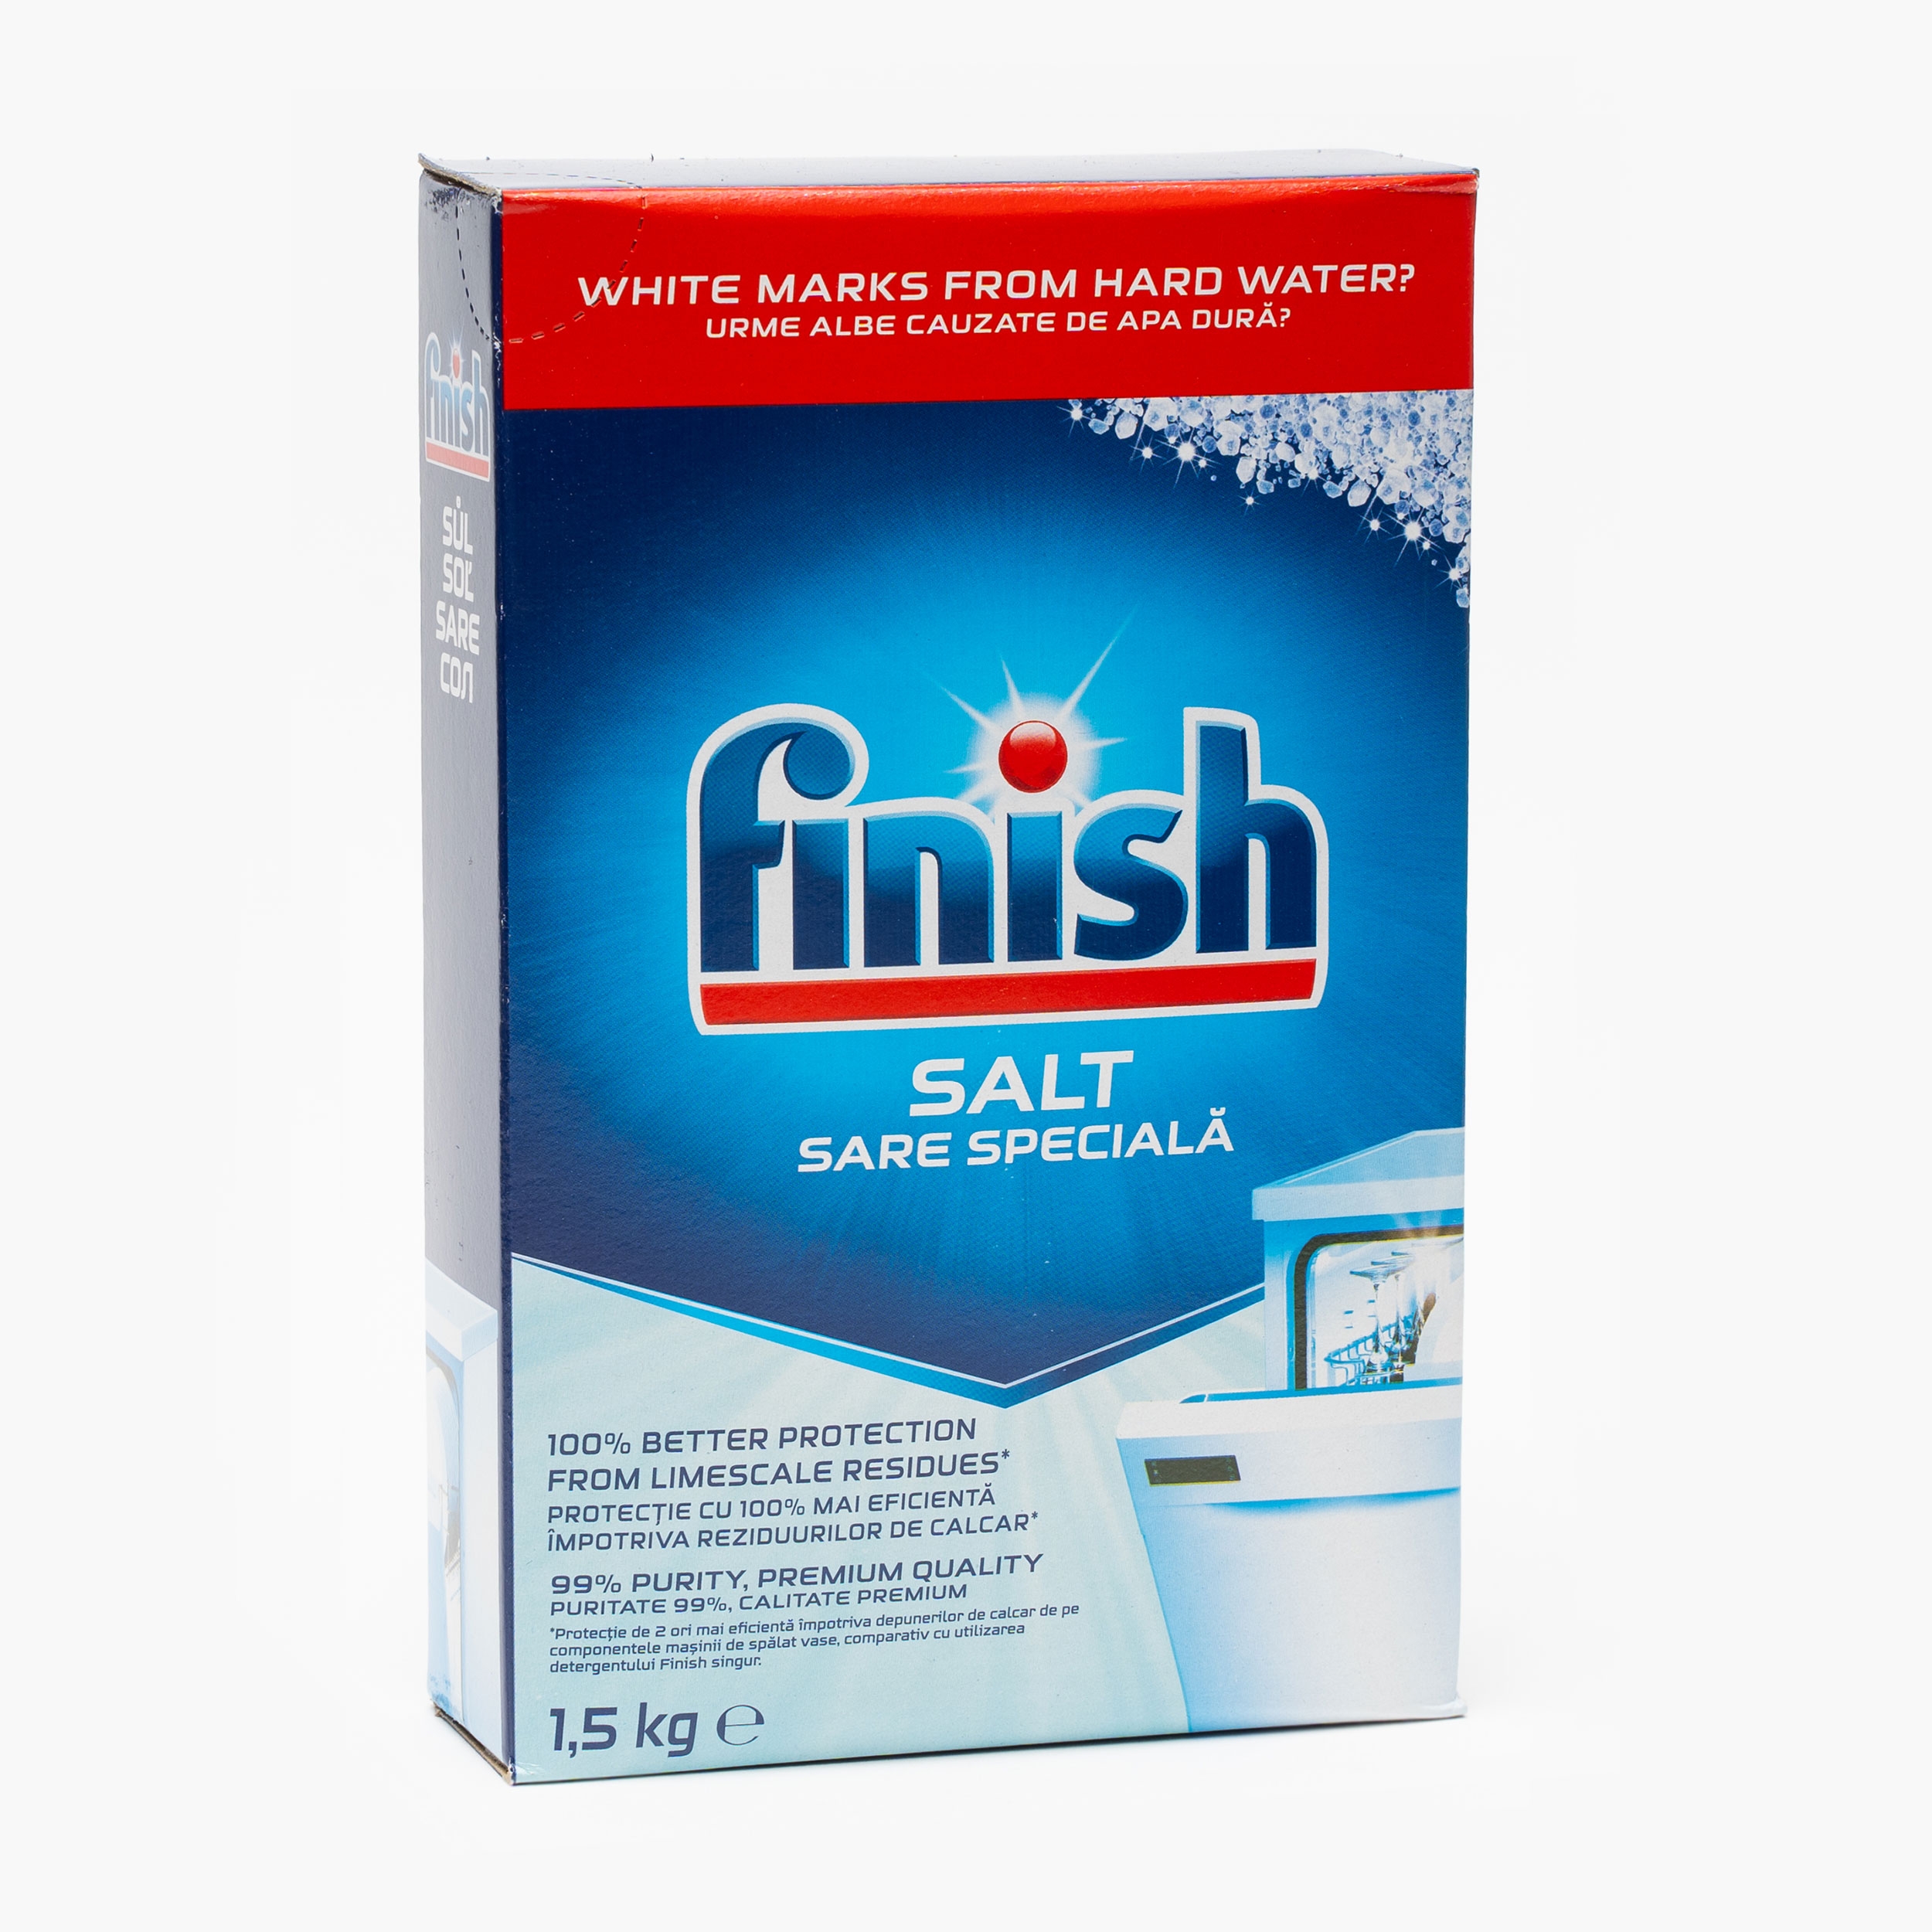 WHITE MARKS FROM HARD WATER?
URME ALBE CAUZATE DE APA DURĂ?
finish
SALT
SARE SPECIALĂ
100% BETTER PROTECTION
FROM LIMESCALE RESIDUES*
PROTECȚIE CU 100% MAI EFICIENTĂ
ÎMPOTRIVA REZIDUURILOR DE CALCAR*
99% PURITY, PREMIUM QUALITY
PURITATE 99%, CALITATE PREMIUM
*Protecție de 2 ori mai eficientă împotriva depunerilor de calcar de pe
componentele mașinii de spălat vase, comparativ cu utilizarea
detergentului Finish singur.
1,5 kg ℮
finish
SŮL
SOĽ
SARE
СОЛ